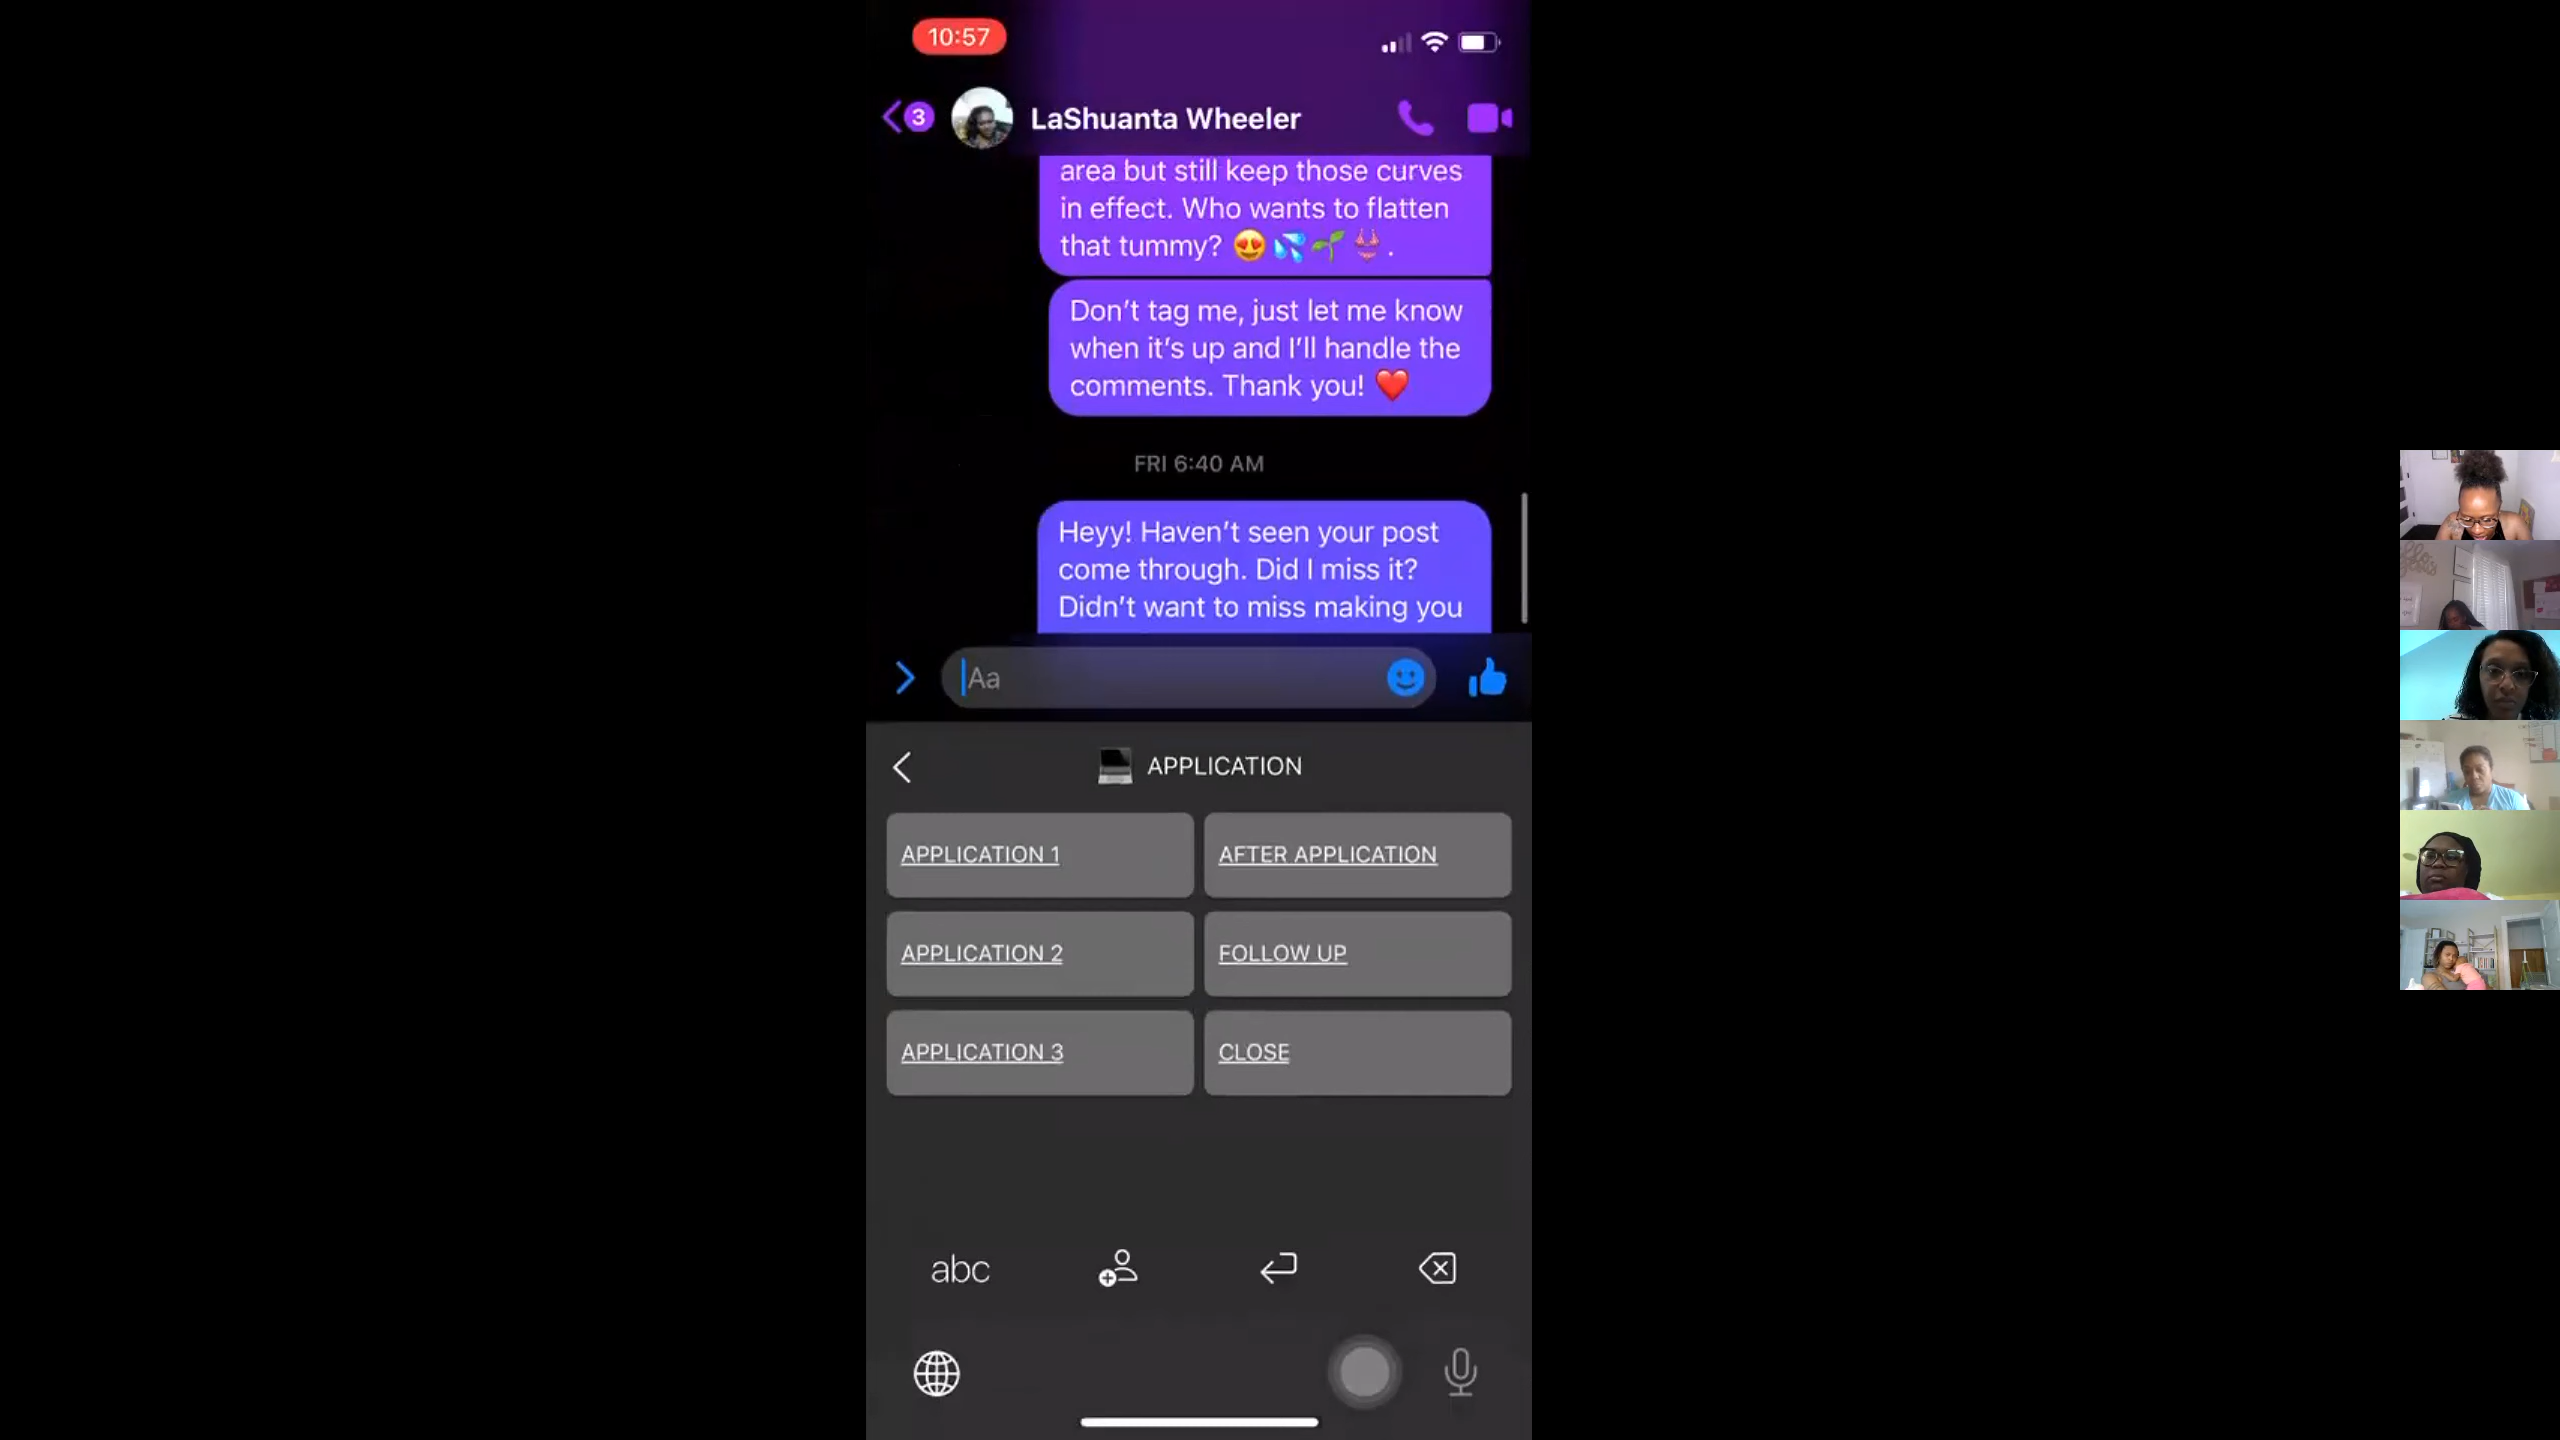 10:57
3
LaShuanta Wheeler
area but still keep those curves
in effect. Who wants to flatten
that tummy? 😍💦🌱👙.
Don't tag me, just let me know
when it's up and I'll handle the
comments. Thank you! ❤️
FRI 6:40 AM
Heyy! Haven't seen your post
come through. Did I miss it?
Didn't want to miss making you
Aa
APPLICATION
APPLICATION 1
AFTER APPLICATION
APPLICATION 2
FOLLOW UP
APPLICATION 3
CLOSE
abc